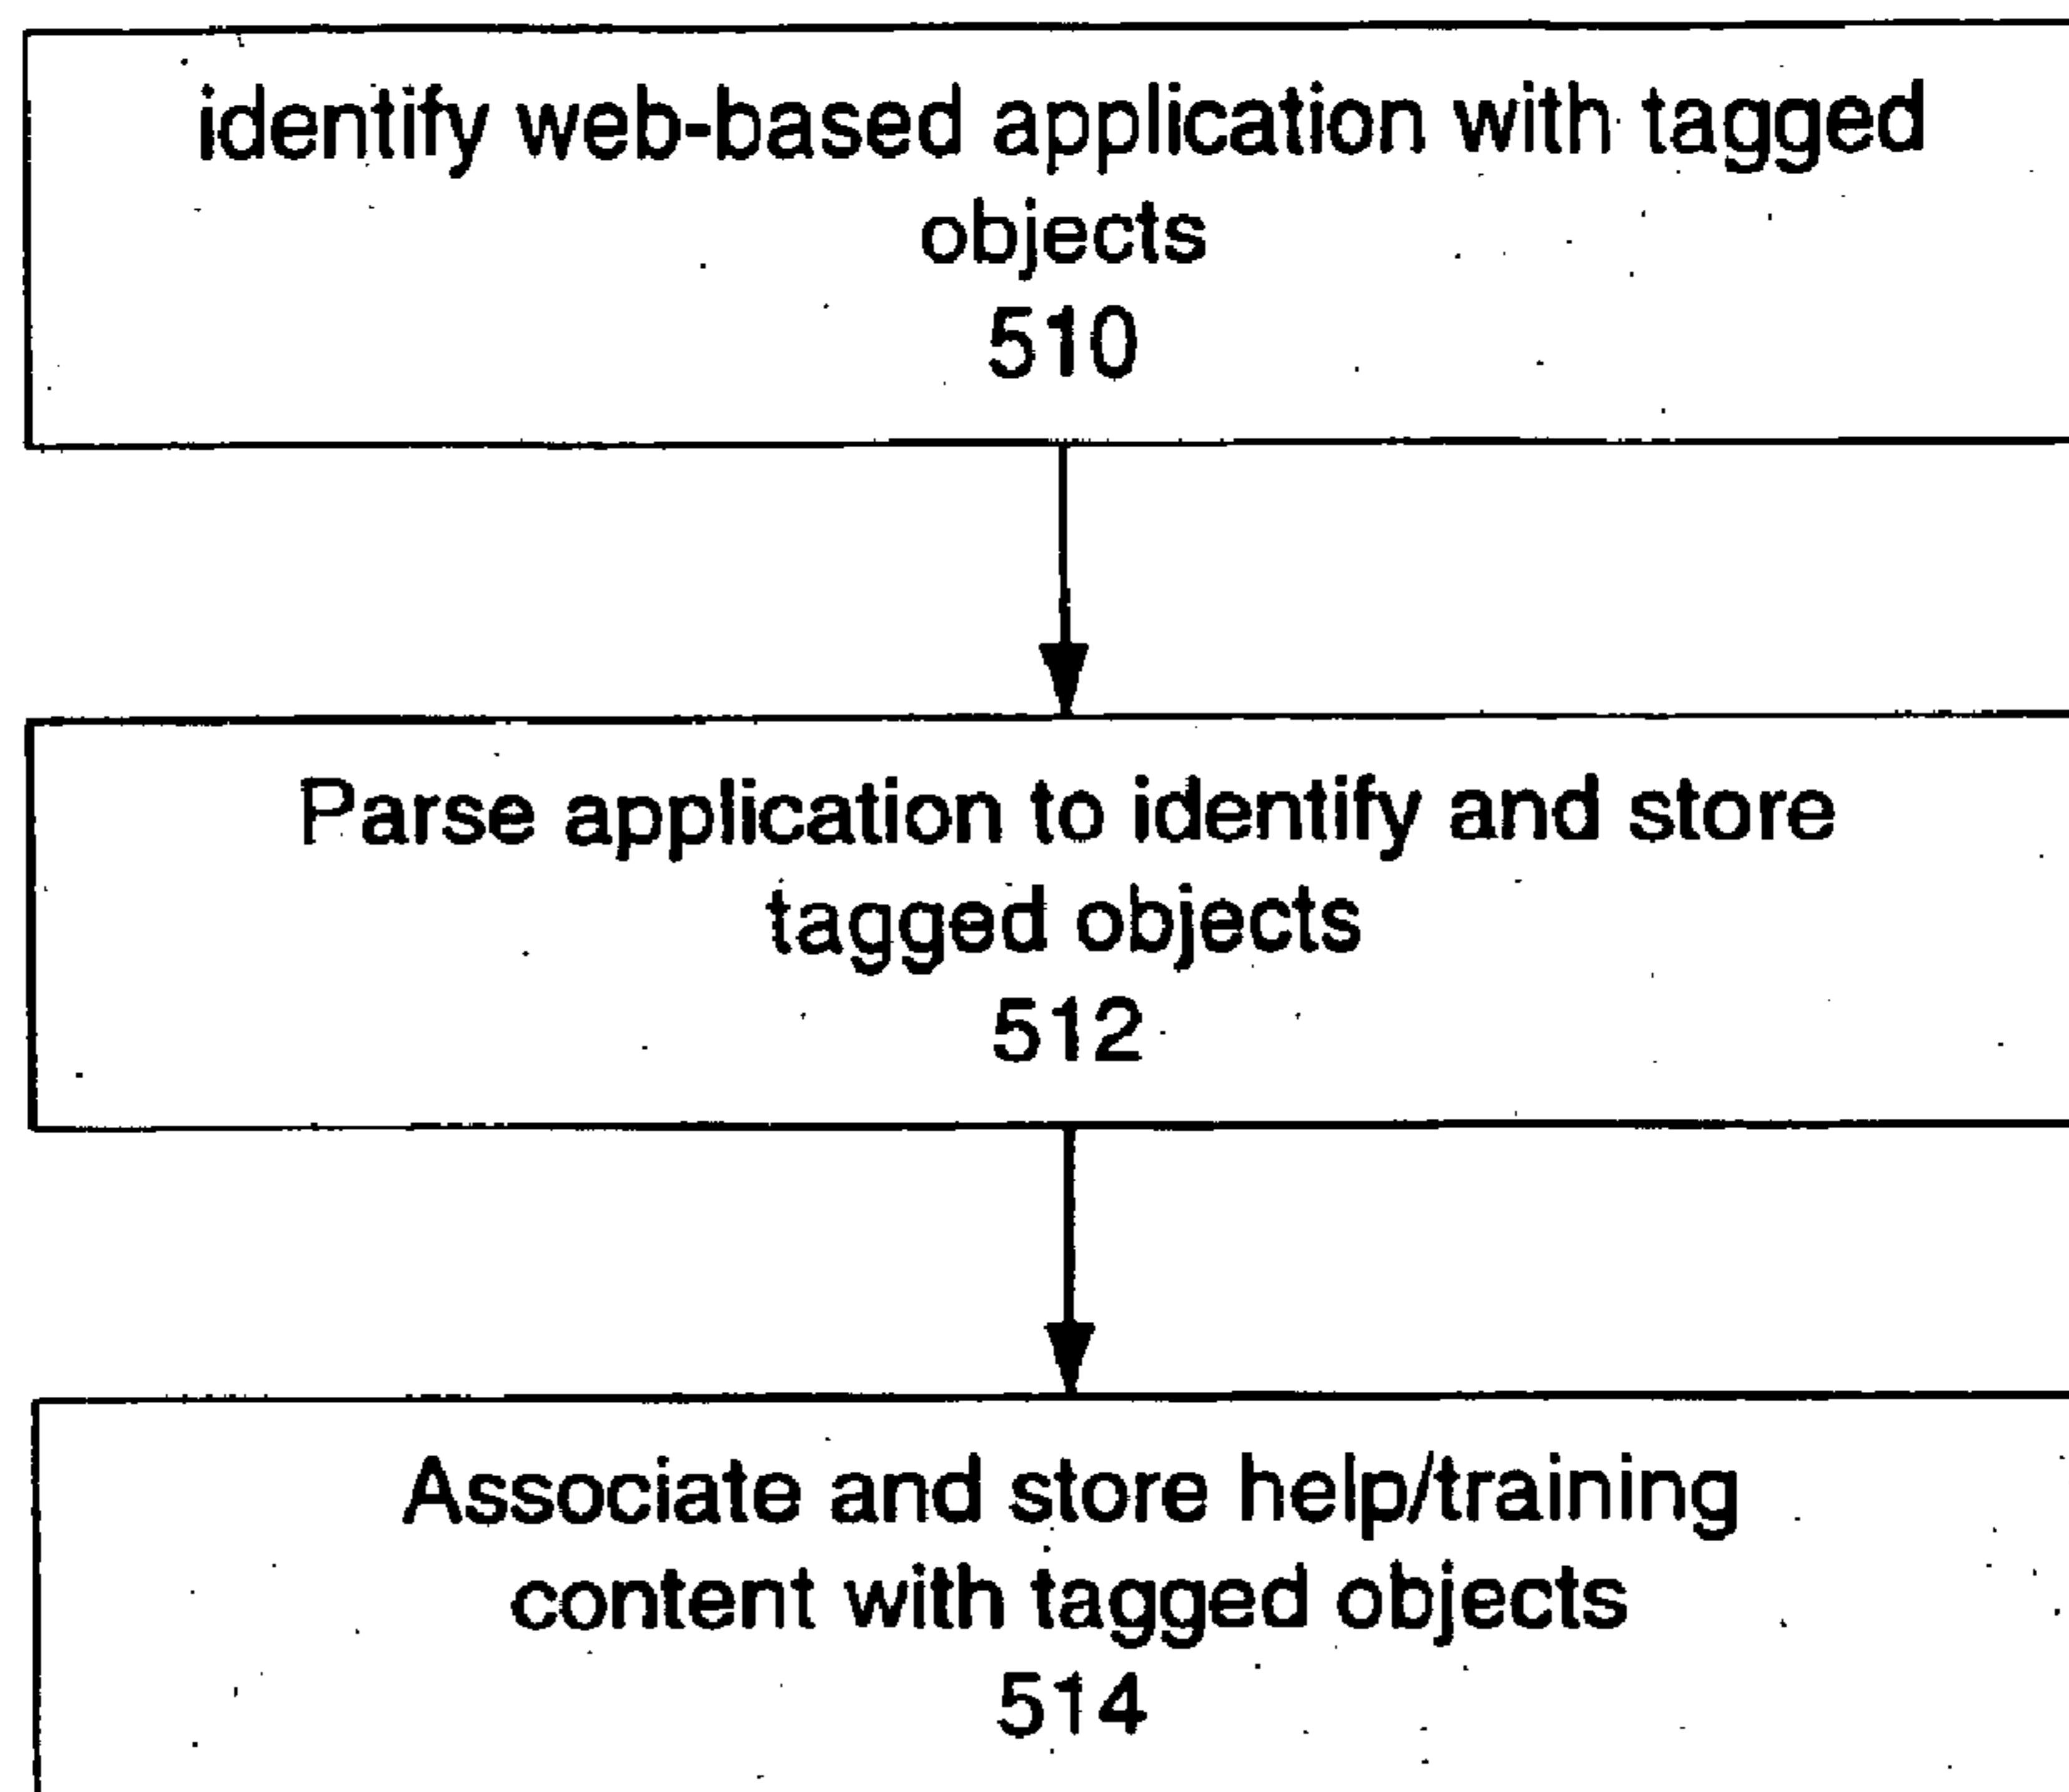 identify web-based application with tagged
objects
510
Parse application to identify and store
tagged objects
512
Associate and store help/training
content with tagged objects
514